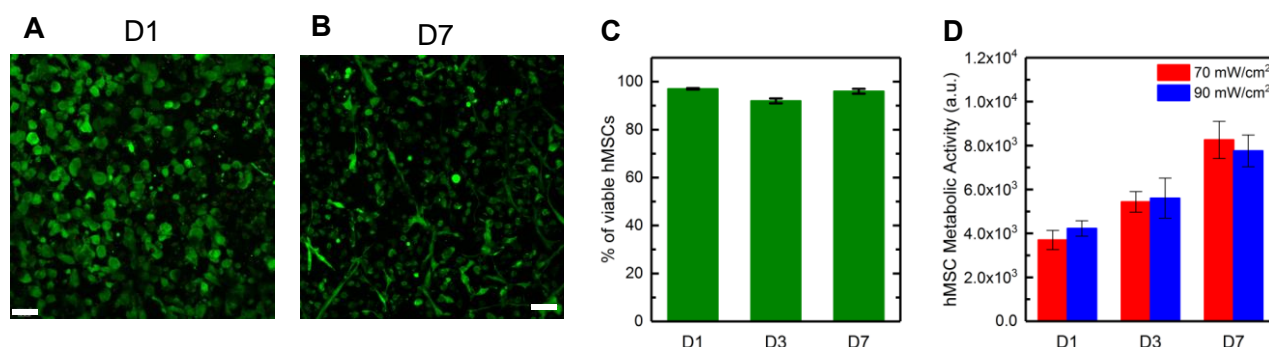 A
D1
B
D7
C
% of viable hMSCs
100
80
60
40
20
0
D1
D3
D7
D
hMSC Metabolic Activity (a.u.)
1.2x10⁴
1.0x10⁴
8.0x10³
6.0x10³
4.0x10³
2.0x10³
0.0
70 mW/cm²
90 mW/cm²
D1
D3
D7